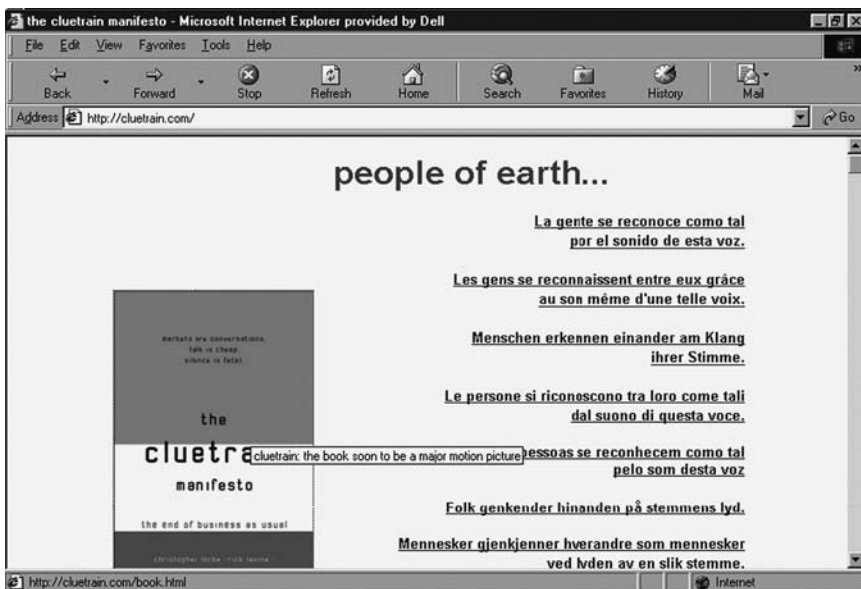 the cluetrain manifesto - Microsoft Internet Explorer provided by Dell
File Edit View Favorites Tools Help
Back Forward Stop Refresh Home Search Favorites History Mail »
Address http://cluetrain.com/ Go
people of earth...
La gente se reconoce como tal
por el sonido de esta voz.
Les gens se reconnaissent entre eux grâce
au son même d'une telle voix.
Menschen erkennen einander am Klang
ihrer Stimme.
Le persone si riconoscono tra loro come tali
dal suono di questa voce.
pessoas se reconhecem como tal
pelo som desta voz
Folk genkender hinanden på stemmens lyd.
Mennesker gjenkjenner hverandre som mennesker
ved lyden av en slik stemme.
markets are conversations.
talk is cheap.
silence is fatal.
the
cluetra
cluetrain: the book soon to be a major motion picture
manifesto
the end of business as usual
christopher locke rick levine
http://cluetrain.com/book.html Internet